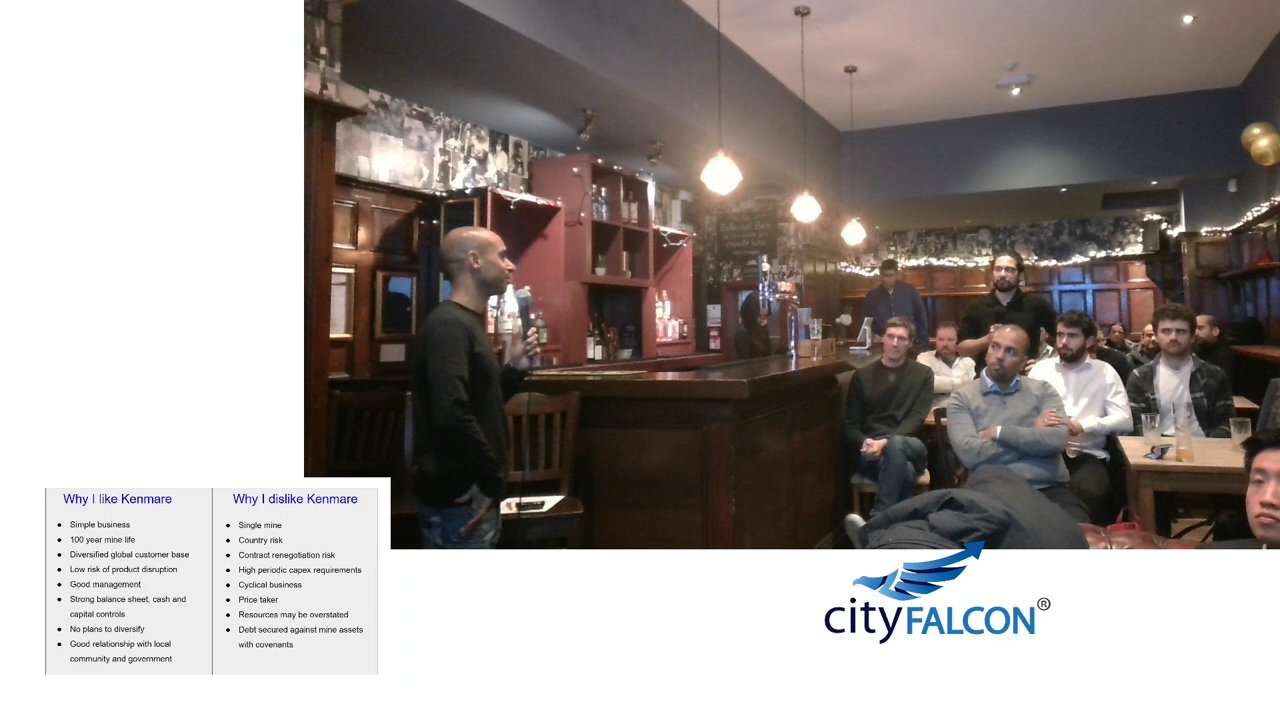 Why I like Kenmare
● Simple business
● 100 year mine life
● Diversified global customer base
● Low risk of product disruption
● Good management
● Strong balance sheet, cash and
capital controls
● No plans to diversify
● Good relationship with local
community and government
Why I dislike Kenmare
● Single mine
● Country risk
● Contract renegotiation risk
● High periodic capex requirements
● Cyclical business
● Price taker
● Resources may be overstated
● Debt secured against mine assets
with covenants
cityFALCON®